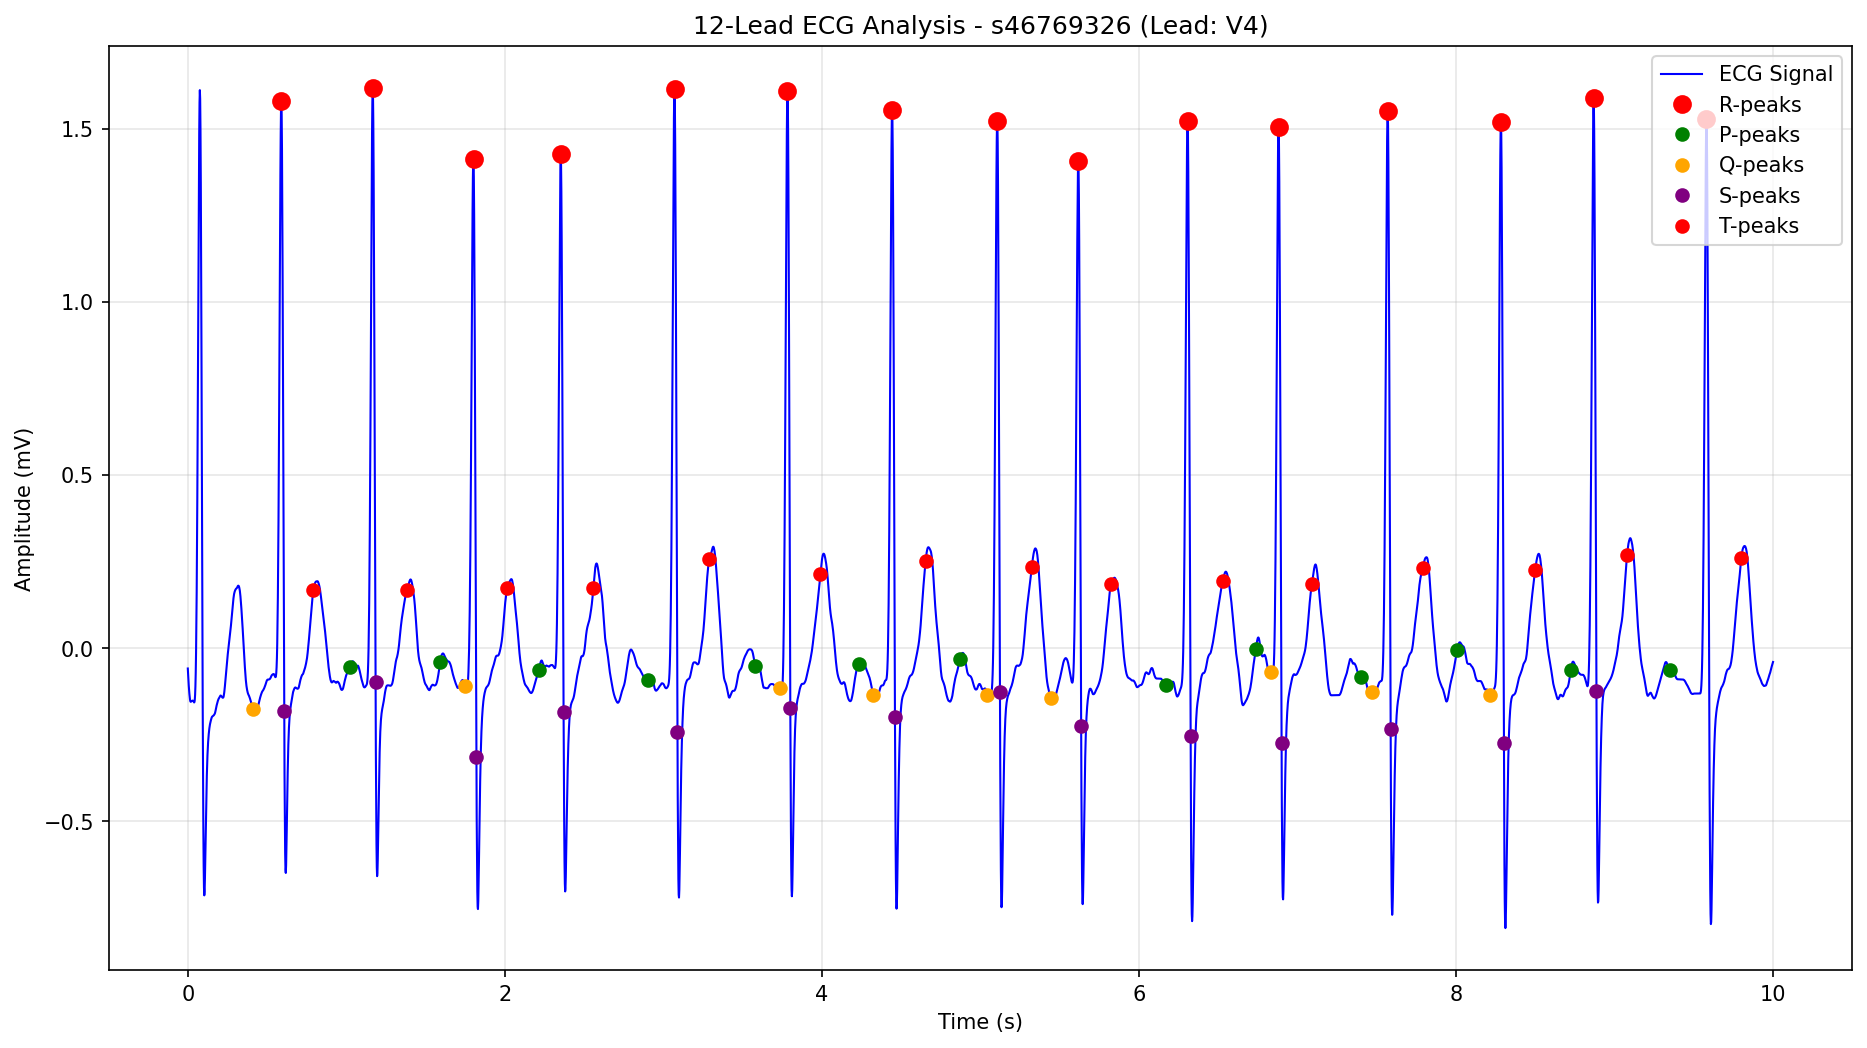 12-Lead ECG Analysis - s46769326 (Lead: V4)
ECG Signal
R-peaks
P-peaks
Q-peaks
S-peaks
T-peaks
Amplitude (mV)
1.5
1.0
0.5
0.0
−0.5
0 2 4 6 8 10
Time (s)